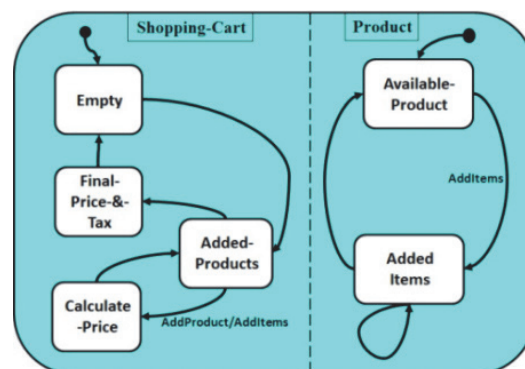 Shopping-Cart
Empty
Final-
Price-&-
Tax
Added-
Products
Calculate
-Price
AddProduct/AddItems
Product
Available-
Product
AddItems
Added
Items